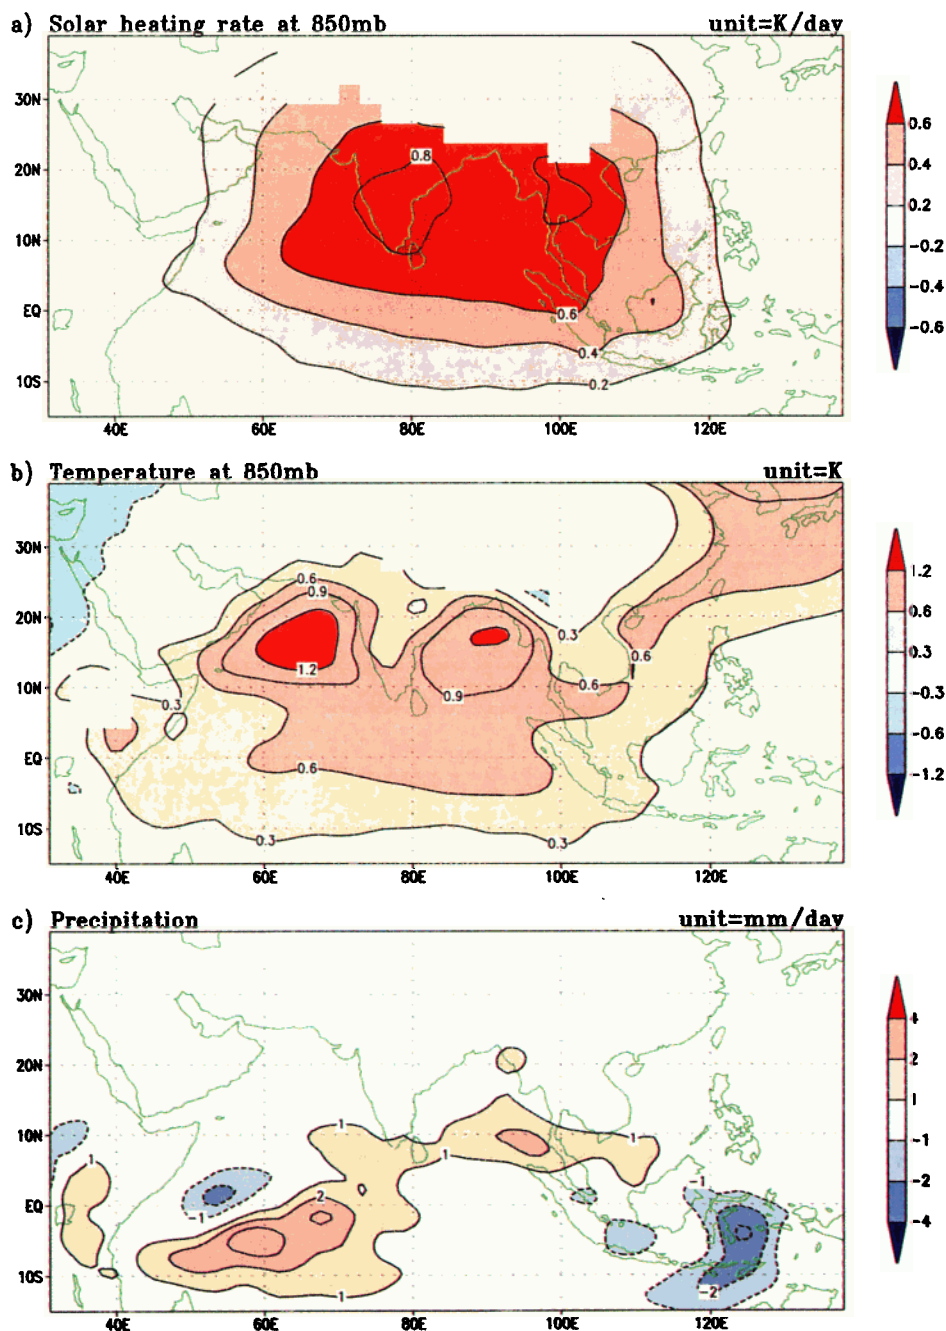 a) Solar heating rate at 850mb unit=K/day
30N
20N
10N
EQ
10S
40E 60E 80E 100E 120E
0.8
0.6
0.4
0.2
0.6
0.4
0.2
-0.2
-0.4
-0.6
b) Temperature at 850mb unit=K
30N
20N
10N
EQ
10S
40E 60E 80E 100E 120E
0.6
0.9
1.2
0.3
0.9
0.6
0.3
0.6
0.6
0.3
0.3
1.2
0.6
0.3
-0.3
-0.6
-1.2
c) Precipitation unit=mm/day
30N
20N
10N
EQ
10S
40E 60E 80E 100E 120E
1
1
1
1
-1
2
-1
1
-2
4
2
1
-1
-2
-4